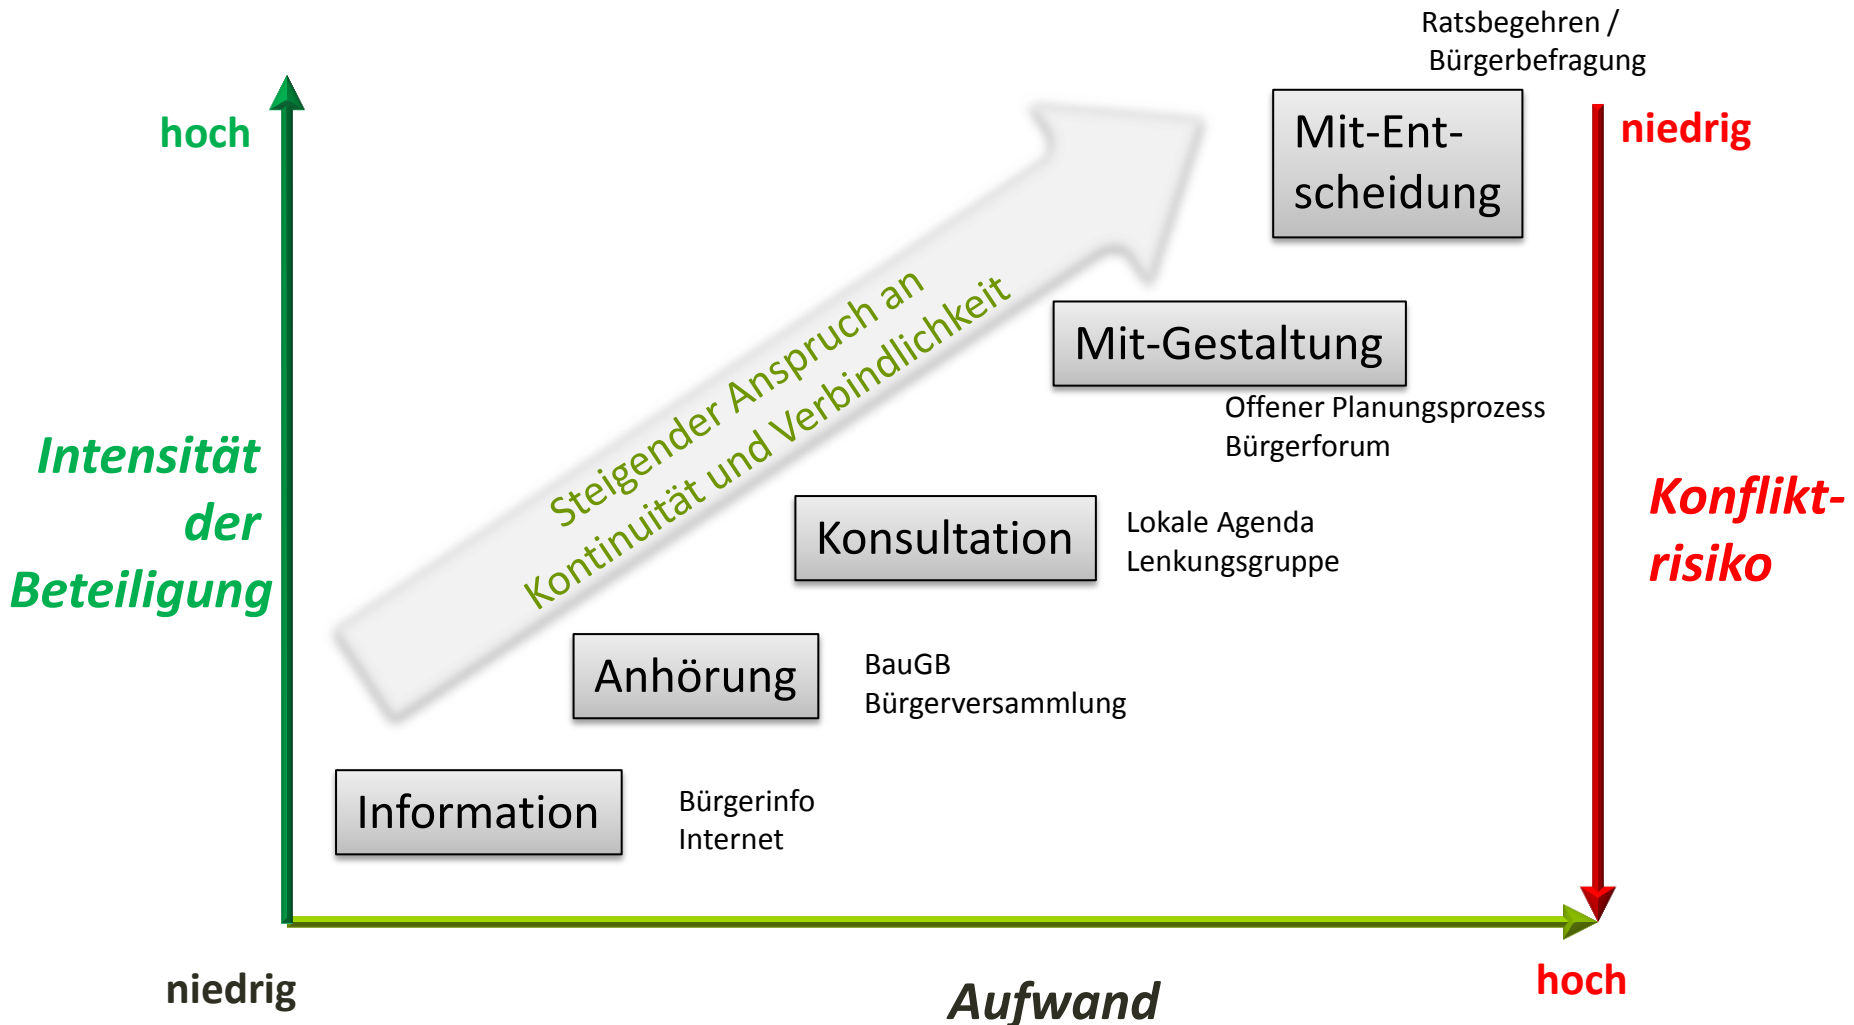 Ratsbegehren /
Bürgerbefragung
hoch
Mit-Ent-
scheidung
niedrig
Steigender Anspruch an
Kontinuität und Verbindlichkeit
Mit-Gestaltung
Offener Planungsprozess
Bürgerforum
Intensität
der
Beteiligung
Konflikt-
risiko
Konsultation
Lokale Agenda
Lenkungsgruppe
Anhörung
BauGB
Bürgerversammlung
Information
Bürgerinfo
Internet
niedrig
Aufwand
hoch